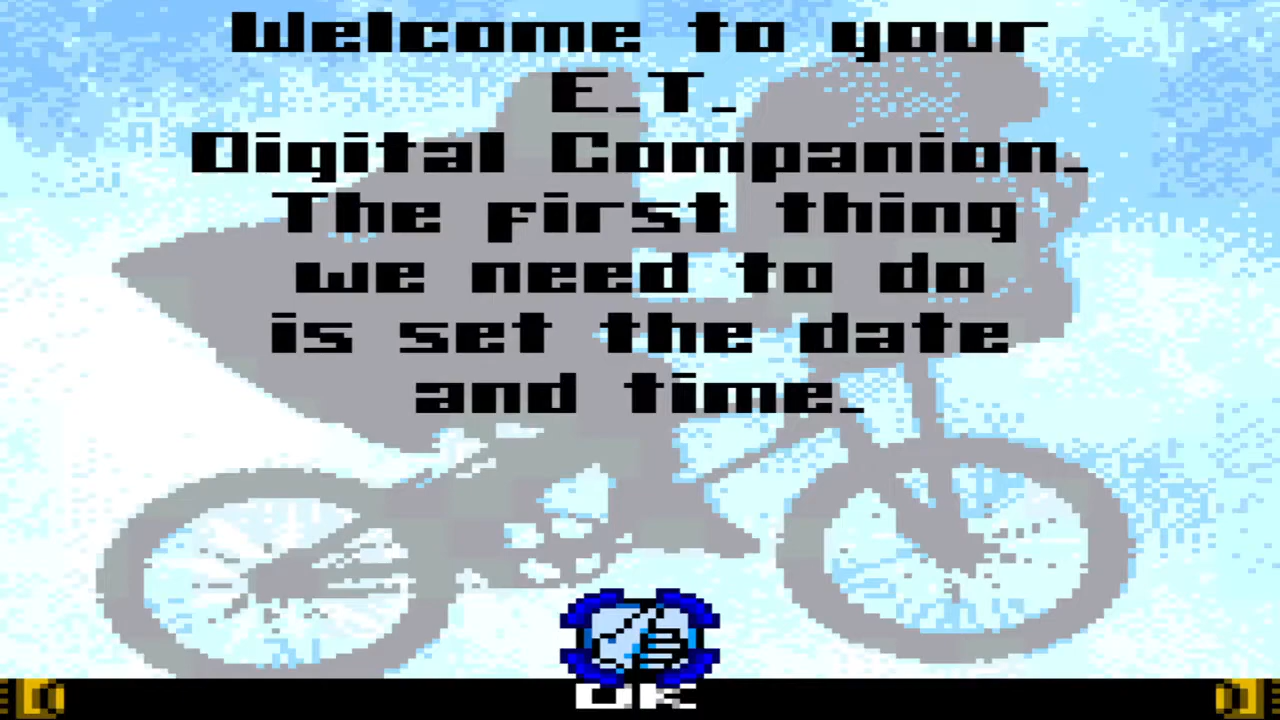 Welcome to your
E.T.
Digital Companion.
The first thing
we need to do
is set the date
and time.
OK